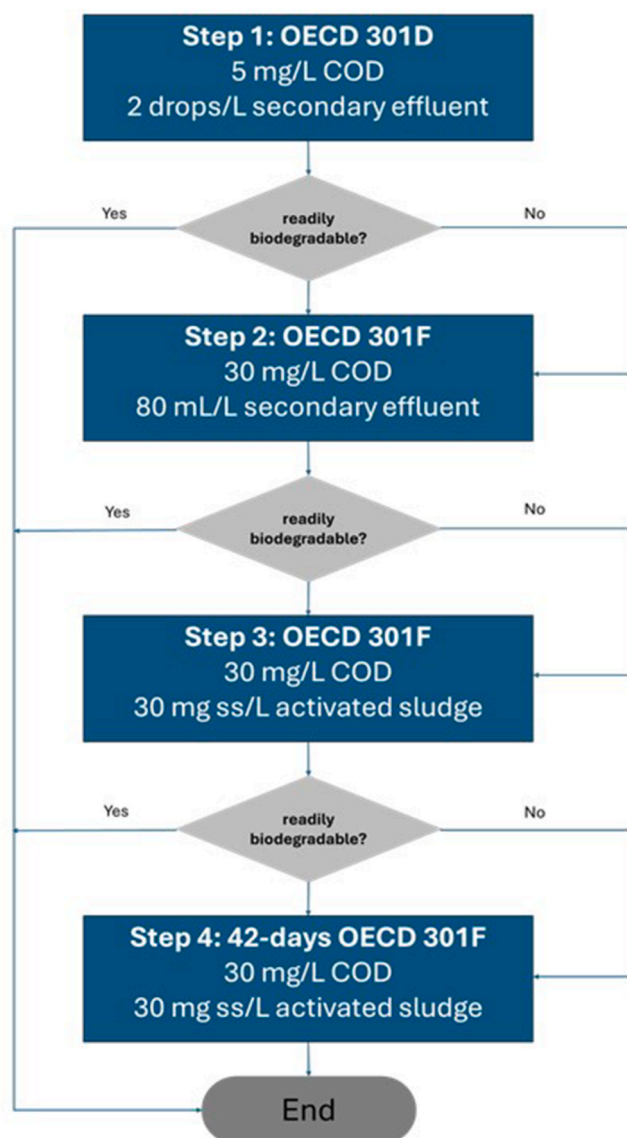 Step 1: OECD 301D
5 mg/L COD
2 drops/L secondary effluent
Yes
readily
biodegradable?
No
Step 2: OECD 301F
30 mg/L COD
80 mL/L secondary effluent
Yes
readily
biodegradable?
No
Step 3: OECD 301F
30 mg/L COD
30 mg ss/L activated sludge
Yes
readily
biodegradable?
No
Step 4: 42-days OECD 301F
30 mg/L COD
30 mg ss/L activated sludge
End